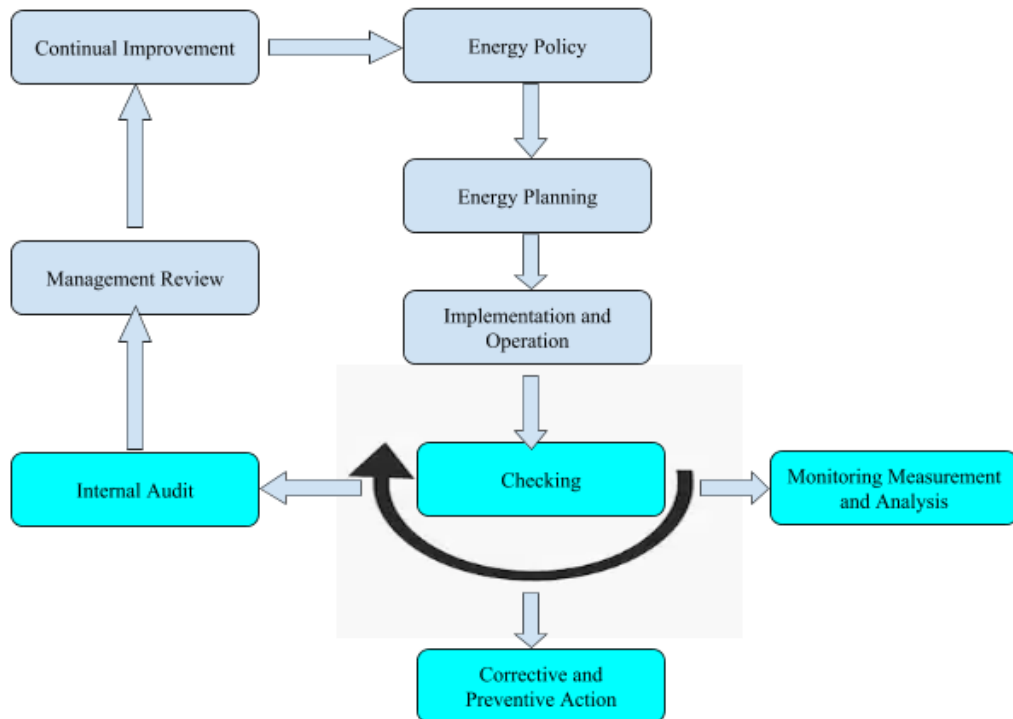 Continual Improvement
Energy Policy
Energy Planning
Management Review
Implementation and
Operation
Internal Audit
Checking
Monitoring Measurement
and Analysis
Corrective and
Preventive Action